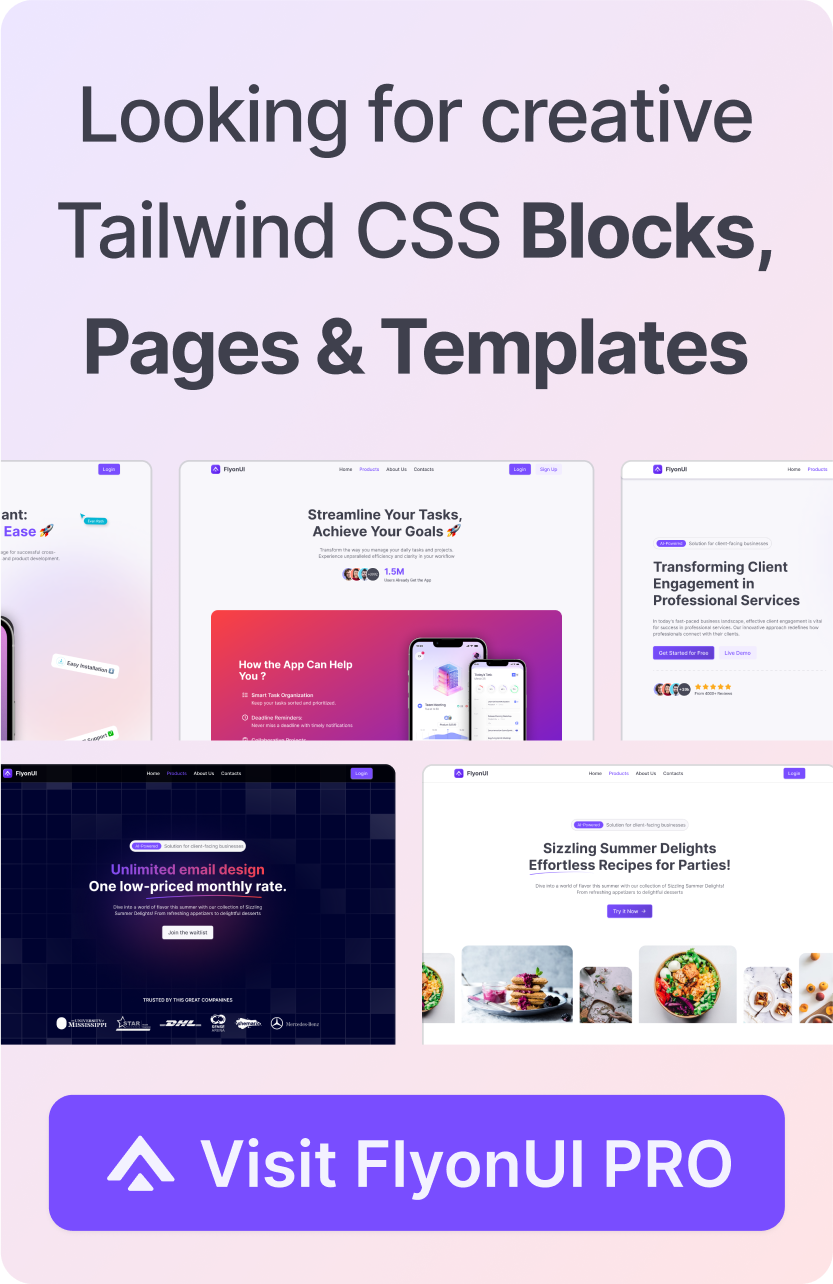 Looking for creative
Tailwind CSS Blocks,
Pages & Templates
Login
ant:
Ease 🚀
age for successful cross-
and product development.
Easy Installation
Support ✅
FlyonUI
Home Products About Us Contacts
Login Sign Up
Streamline Your Tasks,
Achieve Your Goals 🚀
Transform the way you manage your daily tasks and projects.
Experience unparalleled efficiency and clarity in your workflow
1.5M
Users Already Get the App
How the App Can Help
You ?
Smart Task Organization
Keep your tasks sorted and prioritized.
Deadline Reminders:
Never miss a deadline with timely notifications
Collaborative Projects
FlyonUI
Home Products
AI-Powered Solution for client-facing businesses
Transforming Client
Engagement in
Professional Services
In today's fast-paced business landscape, effective client engagement is vital
for success in professional services. Our innovative approach redefines how
professionals connect with their clients.
Get Started for Free Live Demo
FlyonUI
Home Products About Us Contacts
Login
AI-Powered Solution for client-facing businesses
Unlimited email design
One low-priced monthly rate.
Dive into a world of flavor this summer with our collection of Sizzling
Summer Delights! From refreshing appetizers to delightful desserts
Join the waitlist
TRUSTED BY THIS GREAT COMPANINES
MISSISSIPPI
STAR
DHL
Mercedes-Benz
FlyonUI
Home Products About Us Contacts
Login
AI-Powered Solution for client-facing businesses
Sizzling Summer Delights
Effortless Recipes for Parties!
Dive into a world of flavor this summer with our collection of Sizzling Summer Delights!
From refreshing appetizers to delightful desserts
Try It Now →
Visit FlyonUI PRO